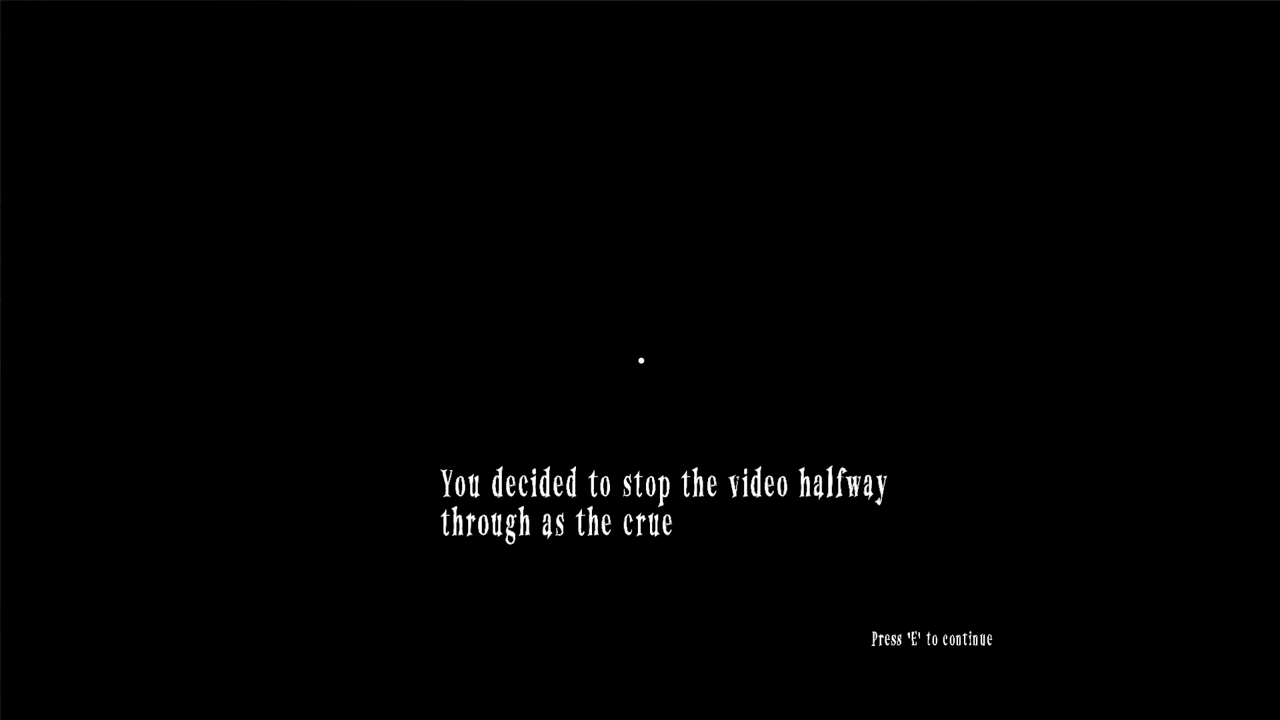 You decided to stop the video halfway
through as the crue
Press 'E' to continue